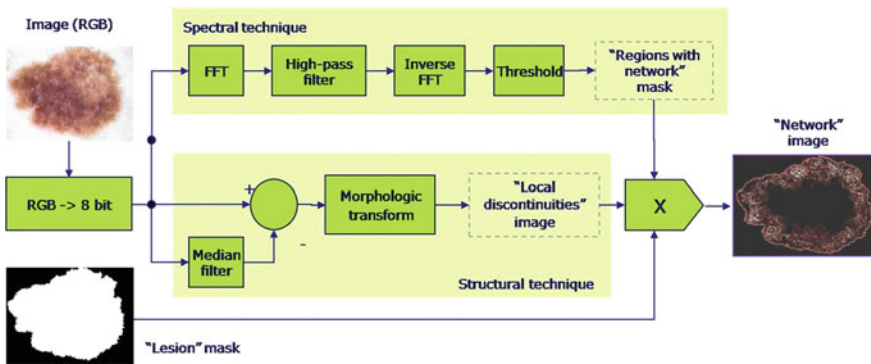 Image (RGB)
Spectral technique
FFT
High-pass
filter
Inverse
FFT
Threshold
“Regions with
network”
mask
“Network”
image
RGB -> 8 bit
+
Morphologic
transform
“Local
discontinuities”
image
X
-
Median
filter
Structural technique
“Lesion” mask